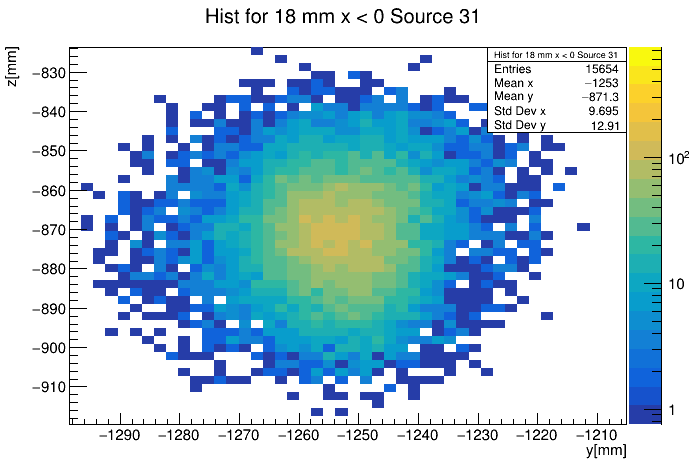 Hist for 18 mm x < 0 Source 31
z[mm]
Hist for 18 mm x < 0 Source 31
Entries 15654
Mean x −1253
Mean y −871.3
Std Dev x 9.695
Std Dev y 12.91
−830
−840
−850
−860
−870
−880
−890
−900
−910
10²
10
1
−1290 −1280 −1270 −1260 −1250 −1240 −1230 −1220 −1210
y[mm]